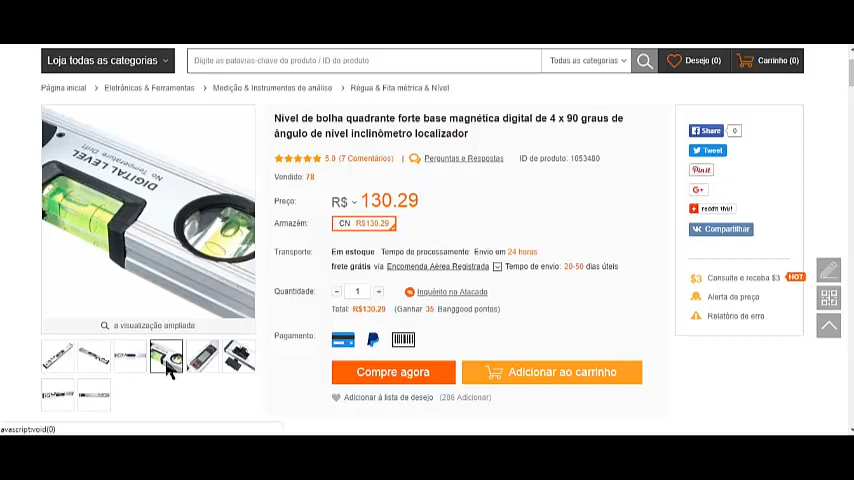 Loja todas as categorias
Digite as palavras-chave do produto / ID do produto
Todas as categorias
Desejo (0)
Carrinho (0)
Página inicial > Eletrônicos & Ferramentas > Medição & Instrumentos de análise > Régua & Fita métrica & Nível
Nivel de bolha quadrante forte base magnética digital de 4 x 90 graus de
ângulo de nível inclinômetro localizador
5.0 (7 Comentários) | Perguntas e Respostas ID de produto: 1053480
Vendido: 78
Preço: R$ 130.29
Armazém: CN R$130.29
Transporte: Em estoque Tempo de processamento: Envio em 24 horas
frete grátis via Encomenda Aérea Registrada Tempo de envio: 20-50 dias úteis
Quantidade: - 1 + Inquérito no Atacado
Total: R$130.29 (Ganhar 35 Banggood pontos)
Pagamento:
Compre agora
Adicionar ao carrinho
Adicionar à lista de desejo (286 Adicionar)
DIGITAL LEVEL
No Temperature Drift
a visualização ampliada
Share 0
Tweet
Pin it
G+
reddit this!
Compartilhar
$3 Consulte e receba $3 HOT
Alerta de preço
Relatório de erro
avascript:void(0)